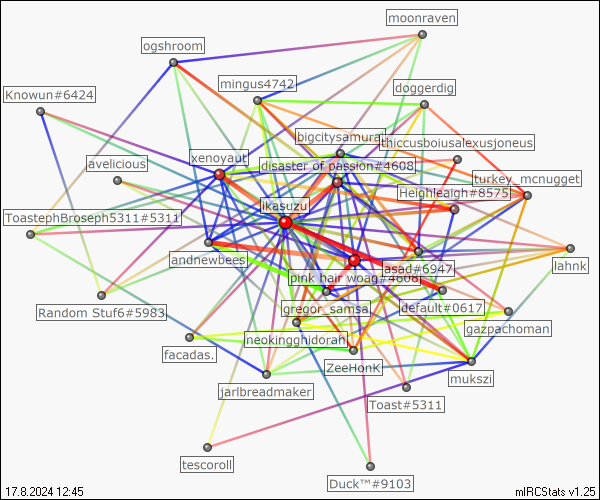 moonraven
ogshroom
mingus4742
doggerdig
Knowun#6424
bigcitysamurai
thiccusboiusalexusjoneus
avelicious
xenoyaut
disaster of passion#4608
turkey_mcnugget
Heighleaigh#8575
ikasuzu
ToastephBroseph5311#5311
andnewbees
asad#6947
lahnk
pink hair woag#4608
Random Stuf6#5983
gregor_samsa
default#0617
gazpachoman
neokingghidorah
facadas.
ZeeHonK
mukszi
jarlbreadmaker
Toast#5311
tescoroll
Duck™#9103
17.8.2024 12:45
mIRCStats v1.25